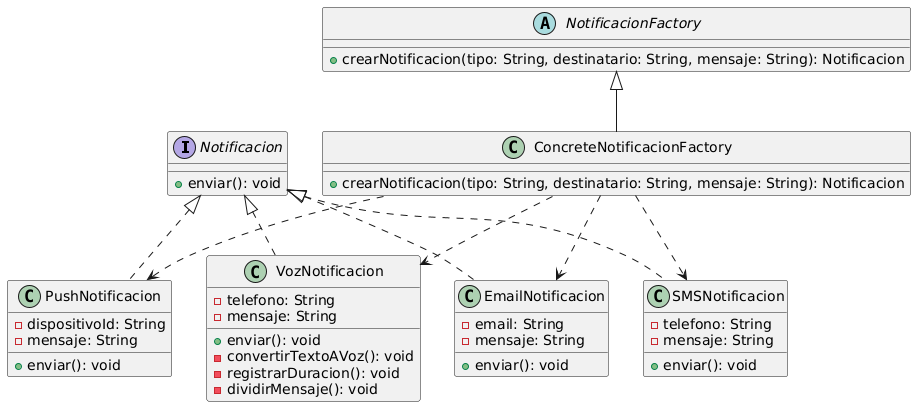 A NotificacionFactory
crearNotificacion(tipo: String, destinatario: String, mensaje: String): Notificacion
I Notificacion
enviar(): void
C ConcreteNotificacionFactory
crearNotificacion(tipo: String, destinatario: String, mensaje: String): Notificacion
C PushNotificacion
dispositivoId: String
mensaje: String
enviar(): void
C VozNotificacion
telefono: String
mensaje: String
enviar(): void
convertirTextoAVoz(): void
registrarDuracion(): void
dividirMensaje(): void
C EmailNotificacion
email: String
mensaje: String
enviar(): void
C SMSNotificacion
telefono: String
mensaje: String
enviar(): void